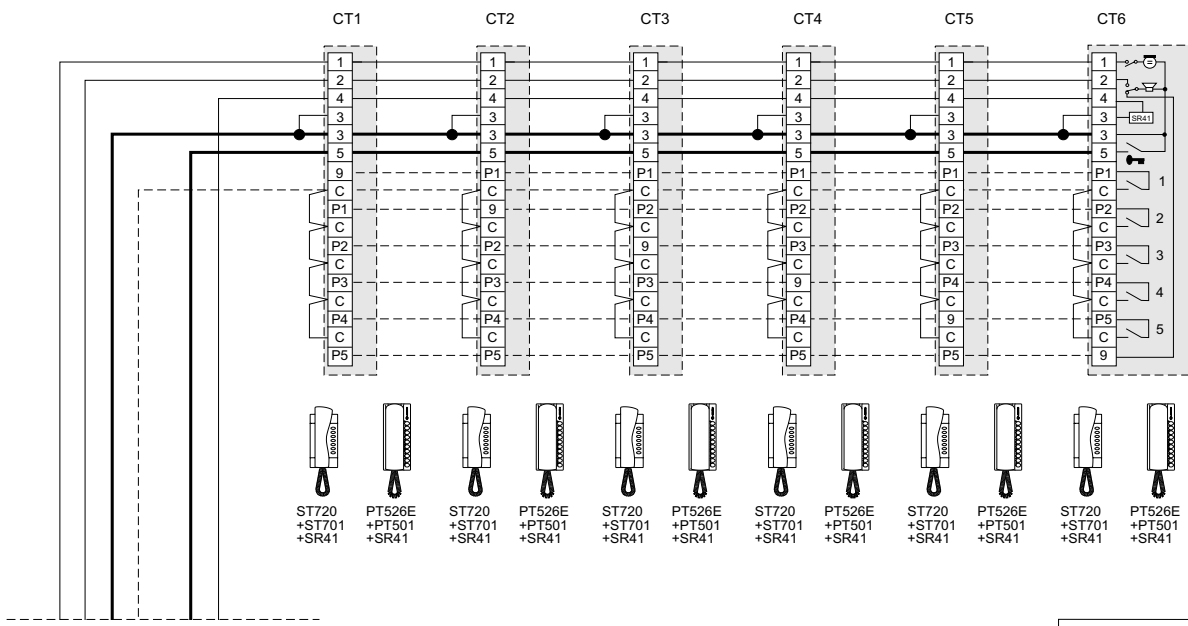 CT1 CT2 CT3 CT4 CT5 CT6
1 1 1 1 1 1
2 2 2 2 2 2
4 4 4 4 4 4
3 3 3 3 3 3 SR41
3 3 3 3 3 3
5 5 5 5 5 5
9 P1 P1 P1 P1 P1
C C C C C C 1
P1 9 P2 P2 P2 P2
C C C C C C 2
P2 P2 9 P3 P3 P3
C C C C C C 3
P3 P3 P3 9 P4 P4
C C C C C C 4
P4 P4 P4 P4 9 P5
C C C C C C 5
P5 P5 P5 P5 P5 9
ST720 PT526E ST720 PT526E ST720 PT526E ST720 PT526E ST720 PT526E ST720 PT526E
+ST701 +PT501 +ST701 +PT501 +ST701 +PT501 +ST701 +PT501 +ST701 +PT501 +ST701 +PT501
+SR41 +SR41 +SR41 +SR41 +SR41 +SR41 +SR41 +SR41 +SR41 +SR41 +SR41 +SR41